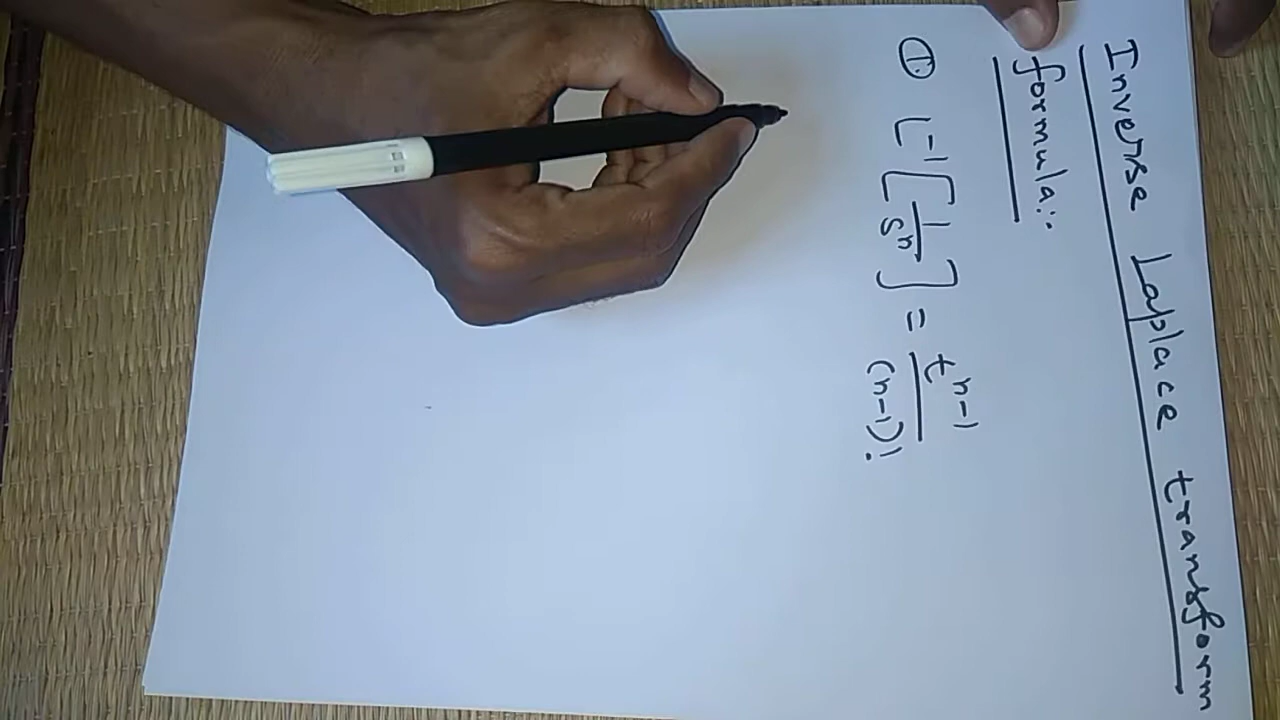 Inverse Laplace transform
formula:-
① L⁻¹[1/sⁿ] = tⁿ⁻¹/(n-1)!